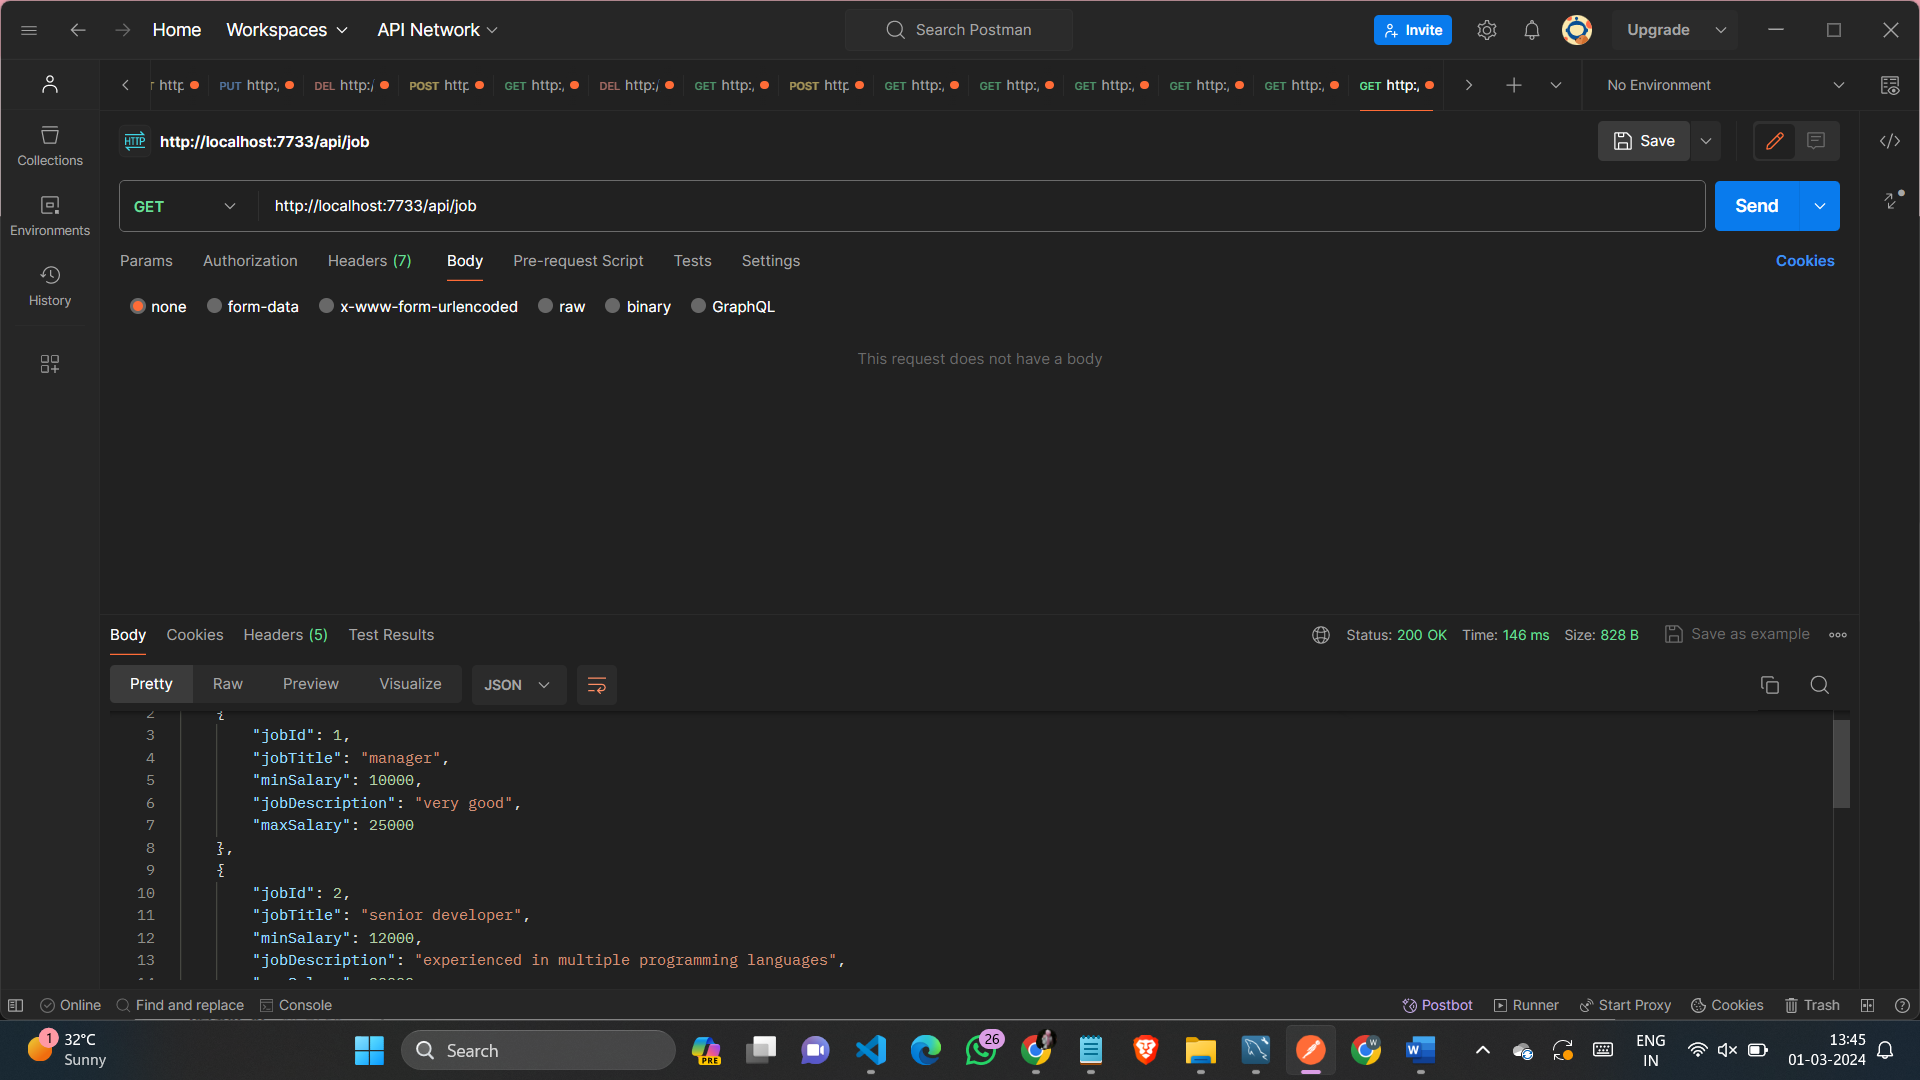 Home Workspaces API Network Search Postman Invite Upgrade
http PUT http:/ DEL http:/ POST http GET http:/ DEL http:/ GET http:/ POST http GET http:/ GET http:/ GET http:/ GET http:/ GET http:/ GET http:/ No Environment
HTTP http://localhost:7733/api/job Save
Collections
GET http://localhost:7733/api/job Send
Environments
Params Authorization Headers (7) Body Pre-request Script Tests Settings Cookies
History
none form-data x-www-form-urlencoded raw binary GraphQL
This request does not have a body
Body Cookies Headers (5) Test Results Status: 200 OK Time: 146 ms Size: 828 B Save as example
Pretty Raw Preview Visualize JSON
2 {
3 "jobId": 1,
4 "jobTitle": "manager",
5 "minSalary": 10000,
6 "jobDescription": "very good",
7 "maxSalary": 25000
8 },
9 {
10 "jobId": 2,
11 "jobTitle": "senior developer",
12 "minSalary": 12000,
13 "jobDescription": "experienced in multiple programming languages",
Online Find and replace Console Postbot Runner Start Proxy Cookies Trash
1 32°C
Sunny
Search PRE 26 W W
ENG
IN
13:45
01-03-2024